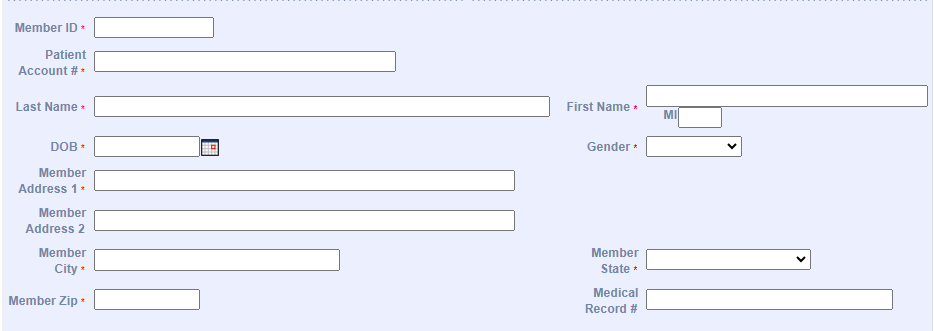 Member ID *
Patient
Account # *
Last Name *
First Name *
MI
DOB *
Gender *
Member
Address 1 *
Member
Address 2
Member
City *
Member
State *
Member Zip *
Medical
Record #